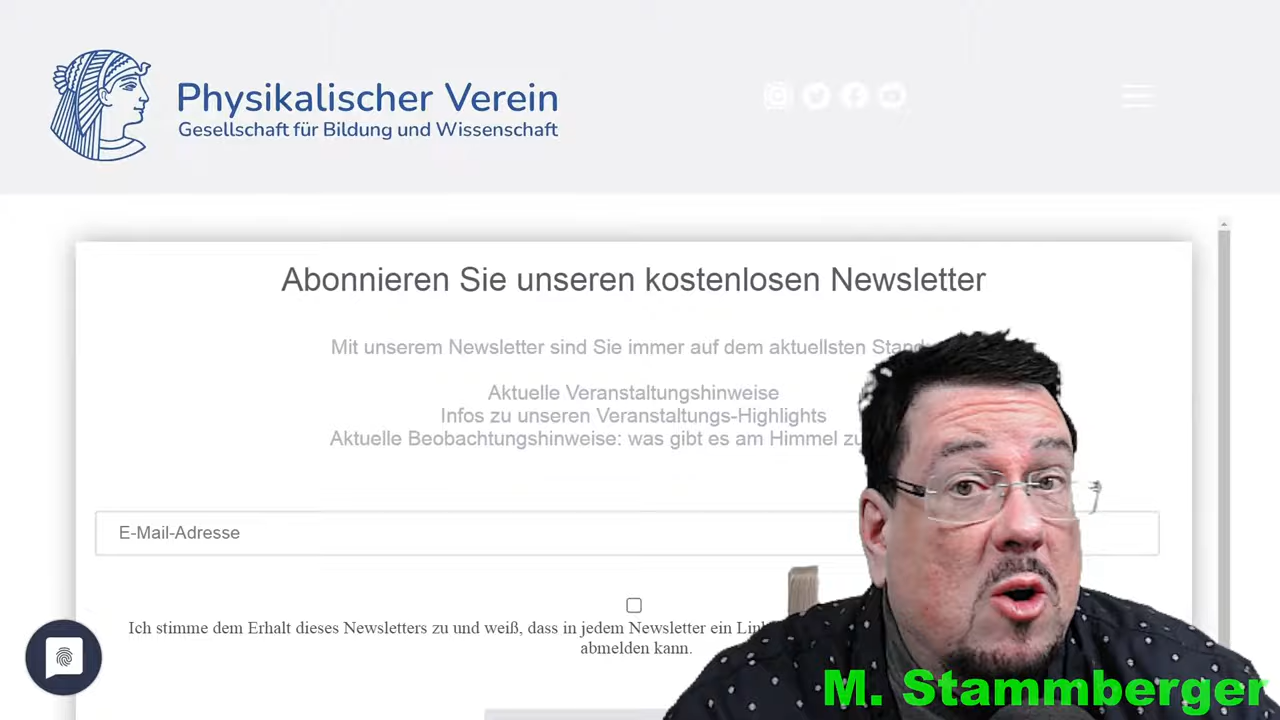 Physikalischer Verein
Gesellschaft für Bildung und Wissenschaft
Abonnieren Sie unseren kostenlosen Newsletter
Mit unserem Newsletter sind Sie immer auf dem aktuellsten Stand
Aktuelle Veranstaltungshinweise
Infos zu unseren Veranstaltungs-Highlights
Aktuelle Beobachtungshinweise: was gibt es am Himmel zu
E-Mail-Adresse
Ich stimme dem Erhalt dieses Newsletters zu und weiß, dass in jedem Newsletter ein
abmelden kann.
M. Stammberger